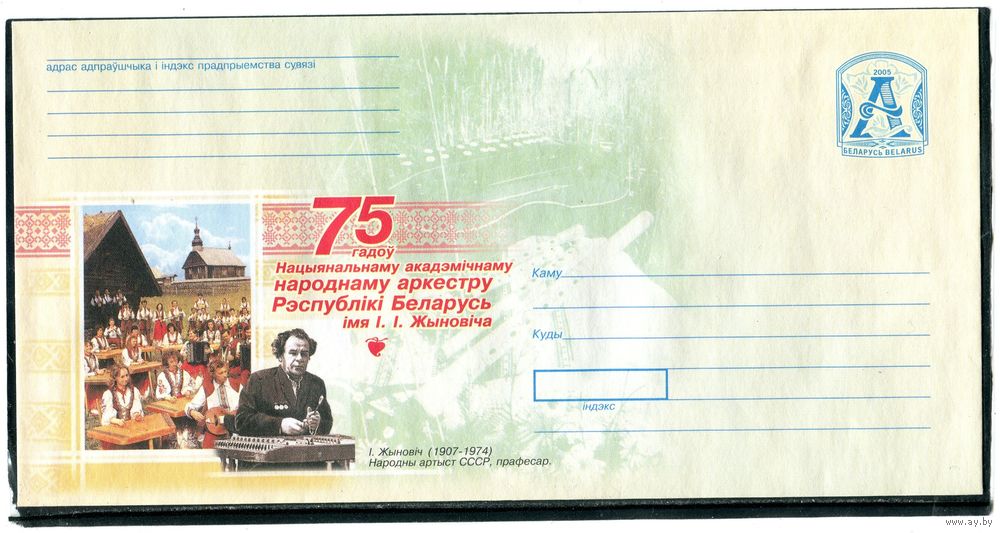 адрас адпраўшчыка і індэкс прадпрыемства сувязі
2005
А
БЕЛАРУСЬ BELARUS
75
гадоў
Нацыянальнаму акадэмічнаму
народнаму аркестру
Рэспублікі Беларусь
імя І. І. Жыновіча
Каму
Куды
індэкс
І. Жыновіч (1907-1974)
Народны артыст СССР, прафесар.
www.ay.by